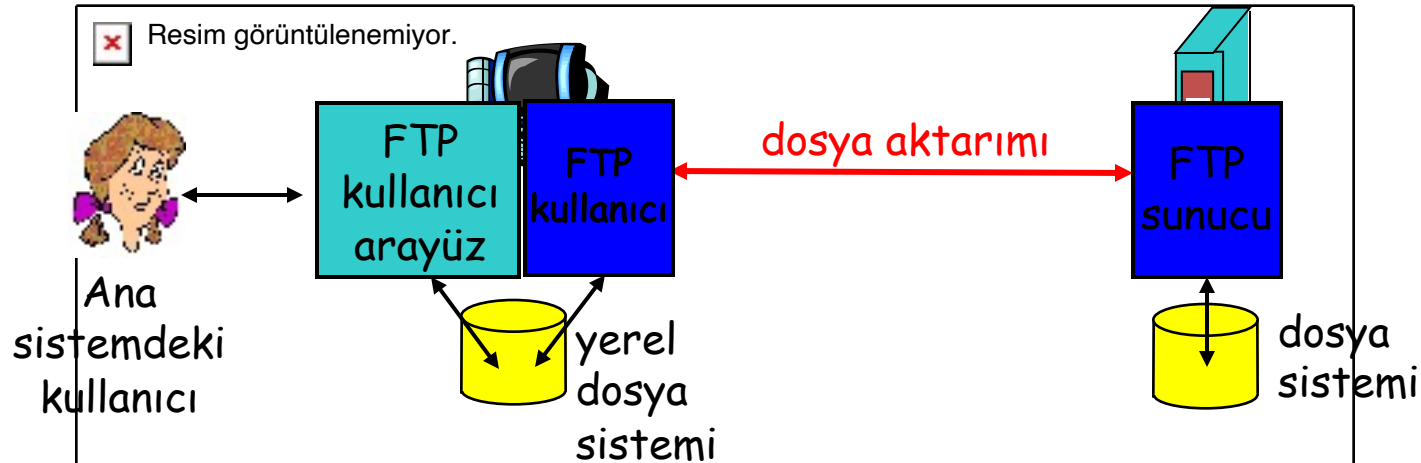 Resim görüntülenemiyor.
FTP
kullanıcı
arayüz
FTP
kullanıcı
dosya aktarımı
FTP
sunucu
Ana
sistemdeki
kullanıcı
yerel
dosya
sistemi
dosya
sistemi